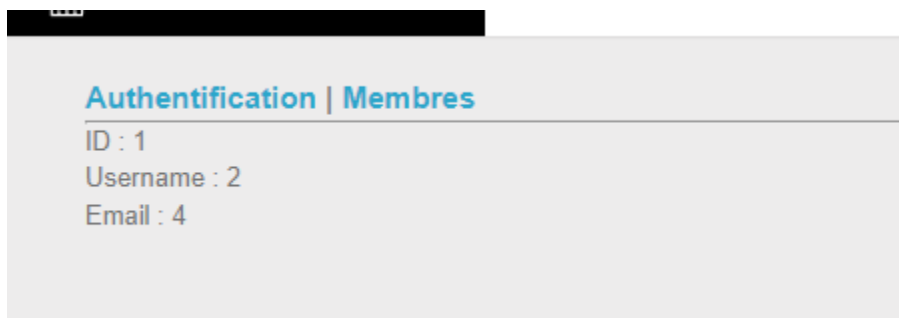 Authentification | Membres
ID : 1
Username : 2
Email : 4